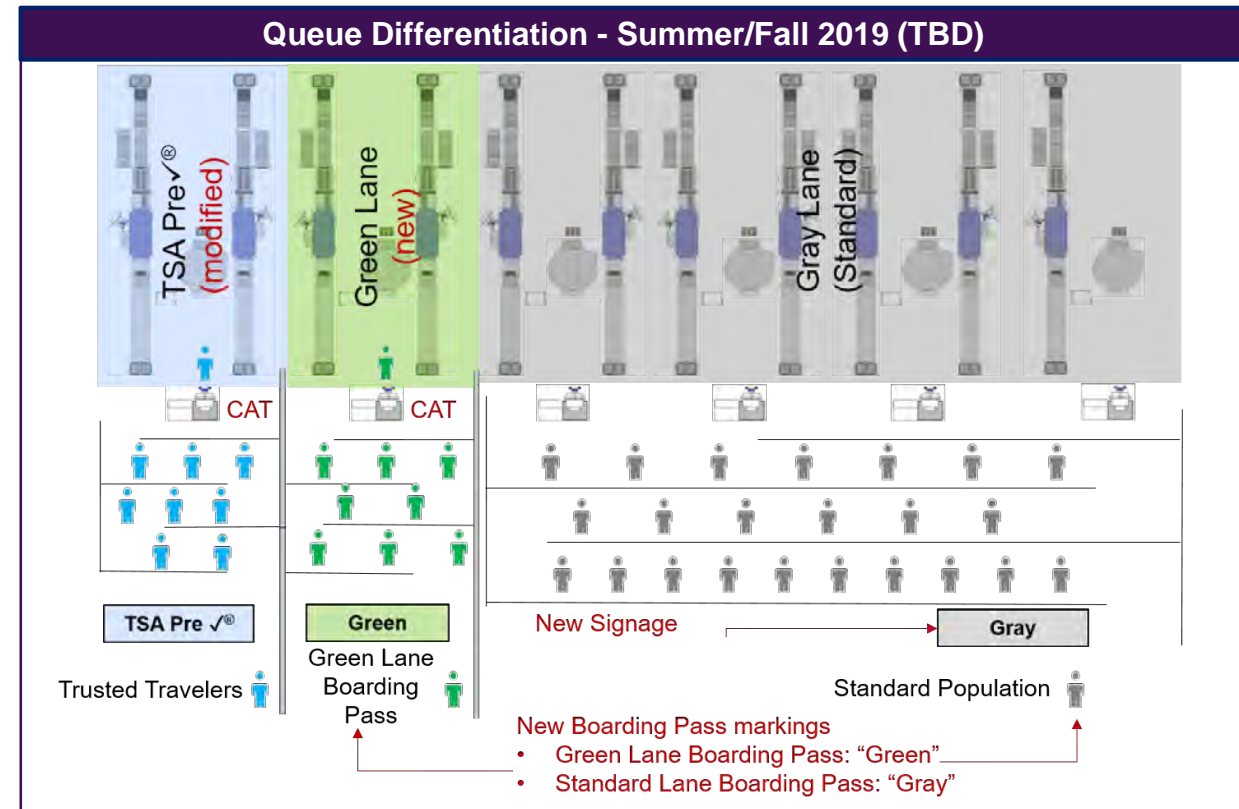 Queue Differentiation - Summer/Fall 2019 (TBD)
TSA Pre✓®
(modified)
Green Lane
(new)
Gray Lane
(Standard)
CAT
CAT
TSA Pre ✓®
Green
New Signage
Gray
Trusted Travelers
Green Lane
Boarding
Pass
Standard Population
New Boarding Pass markings
• Green Lane Boarding Pass: “Green”
• Standard Lane Boarding Pass: “Gray”